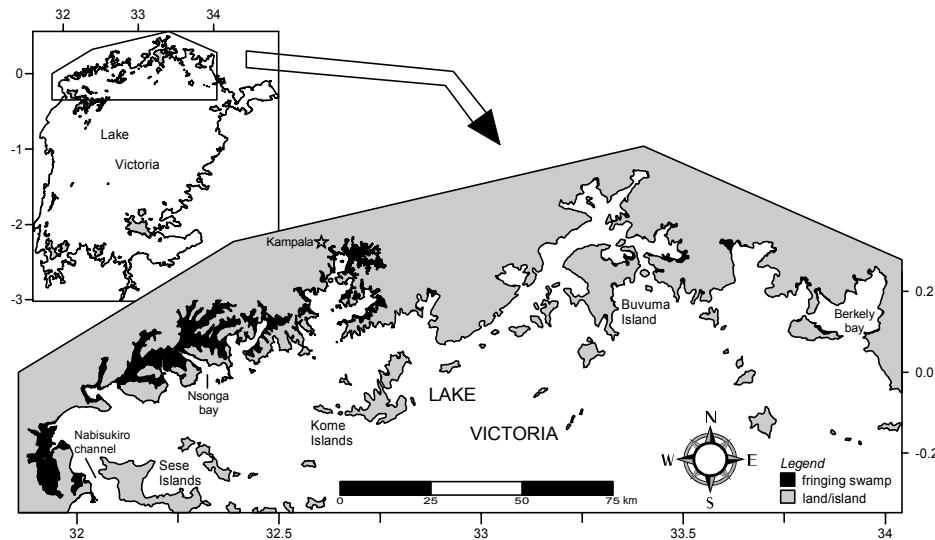 32
33
34
0
-1
-2
-3
Lake
Victoria
Kampala
Buvuma
Island
Berkely
bay
0.2
0.0
-0.2
Nsonga
bay
LAKE
VICTORIA
Kome
Islands
Nabisukiro
channel
Sese
Islands
N
W
E
S
Legend
fringing swamp
land/island
0
25
50
75 km
32
32.5
33
33.5
34